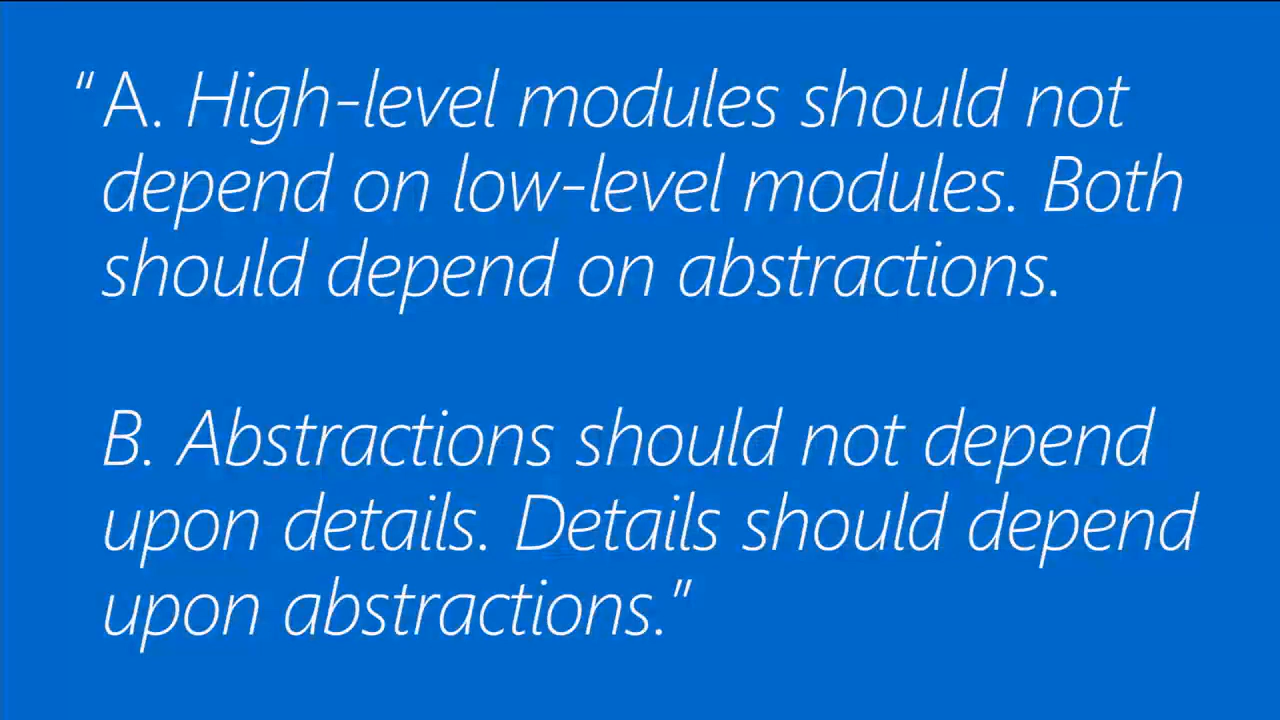 “A. High-level modules should not
depend on low-level modules. Both
should depend on abstractions.
B. Abstractions should not depend
upon details. Details should depend
upon abstractions.”